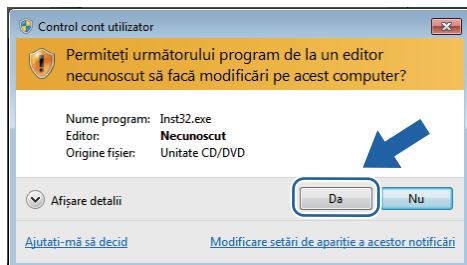 Control cont utilizator
Permiteți următorului program de la un editor
necunoscut să facă modificări pe acest computer?
Nume program: Inst32.exe
Editor: Necunoscut
Origine fișier: Unitate CD/DVD
Afișare detalii Da Nu
Ajutați-mă să decid Modificare setări de apariție a acestor notificări